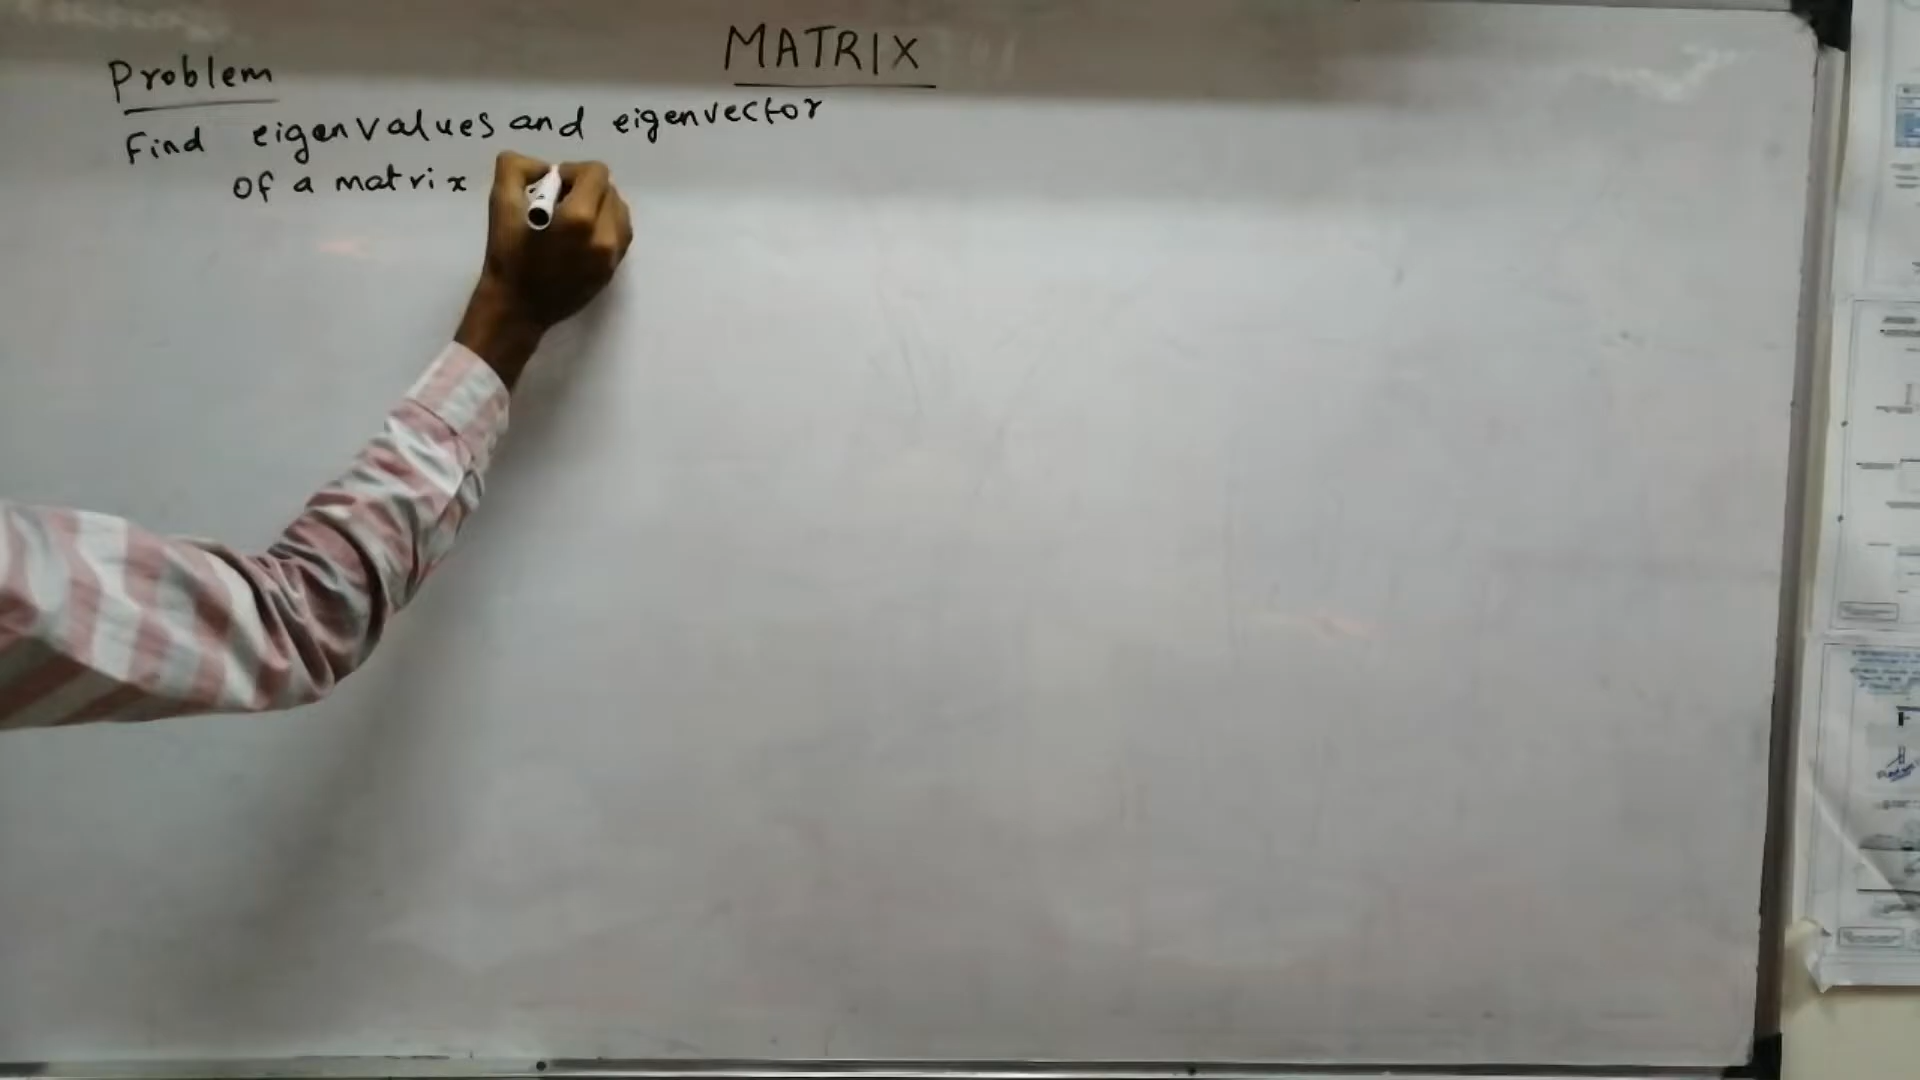 MATRIX
Problem
Find eigenvalues and eigenvector
of a matrix